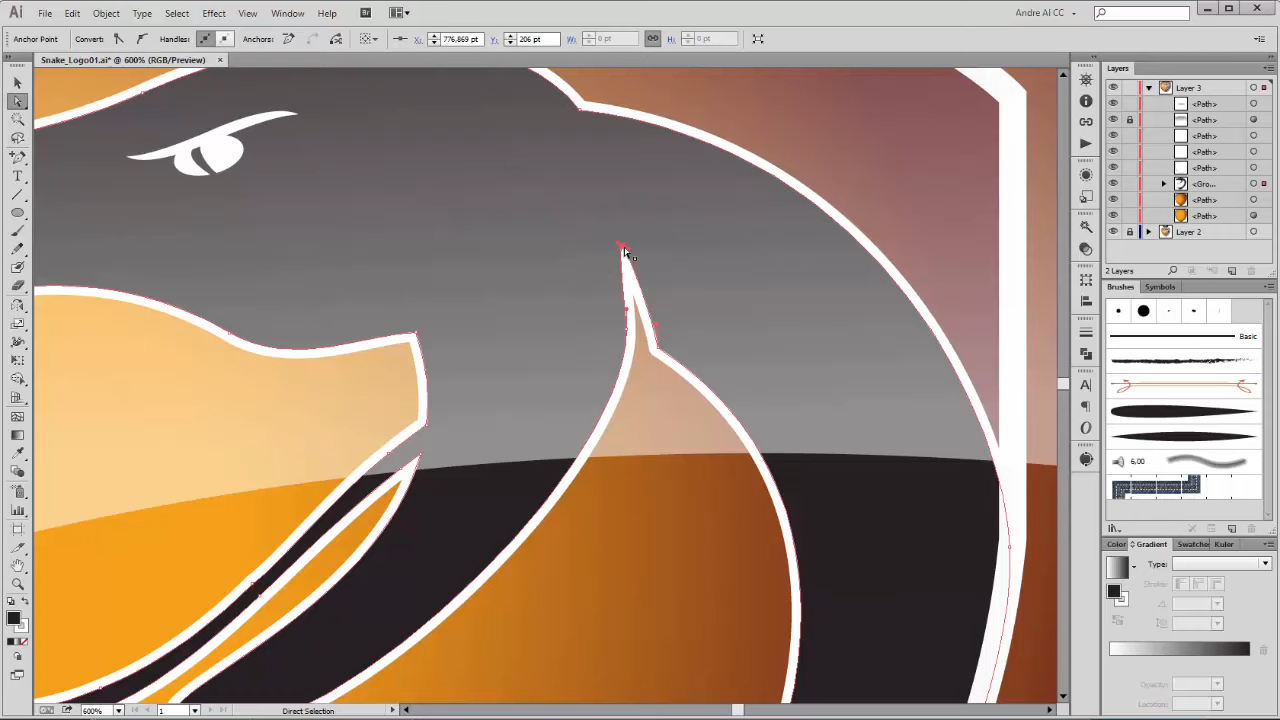 Ai File Edit Object Type Select Effect View Window Help Br Andre AI CC
Anchor Point Convert: Handles: Anchors: X: 776,869 pt Y: 206 pt W: 0 pt H: 0 pt
Snake_Logo01.ai* @ 600% (RGB/Preview) ×
Layers
Layer 3
<Path>
<Path>
<Path>
<Path>
<Path>
<Gro...
<Path>
<Path>
Layer 2
2 Layers
Brushes Symbols
Basic
6,00
Color Gradient Swatches Kuler
Type:
Stroke:
Opacity:
Location:
600% 1 Direct Selection